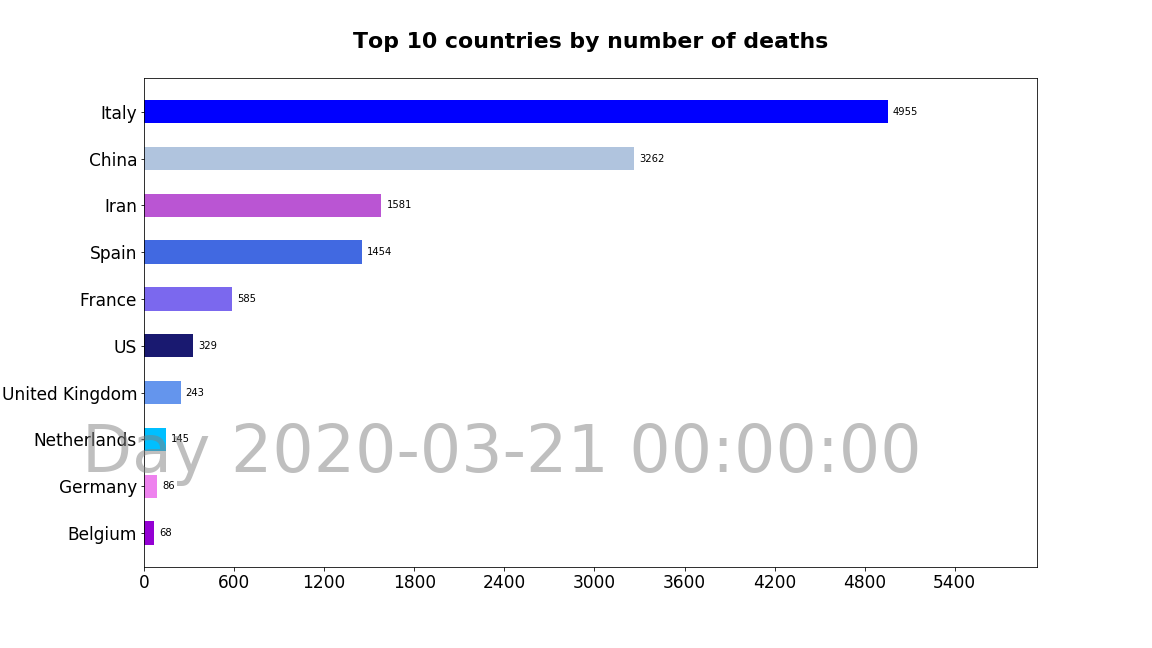 Top 10 countries by number of deaths
Italy 4955
China 3262
Iran 1581
Spain 1454
France 585
US 329
United Kingdom 243
Netherlands 145
Day 2020-03-21 00:00:00
Germany 86
Belgium 68
0 600 1200 1800 2400 3000 3600 4200 4800 5400